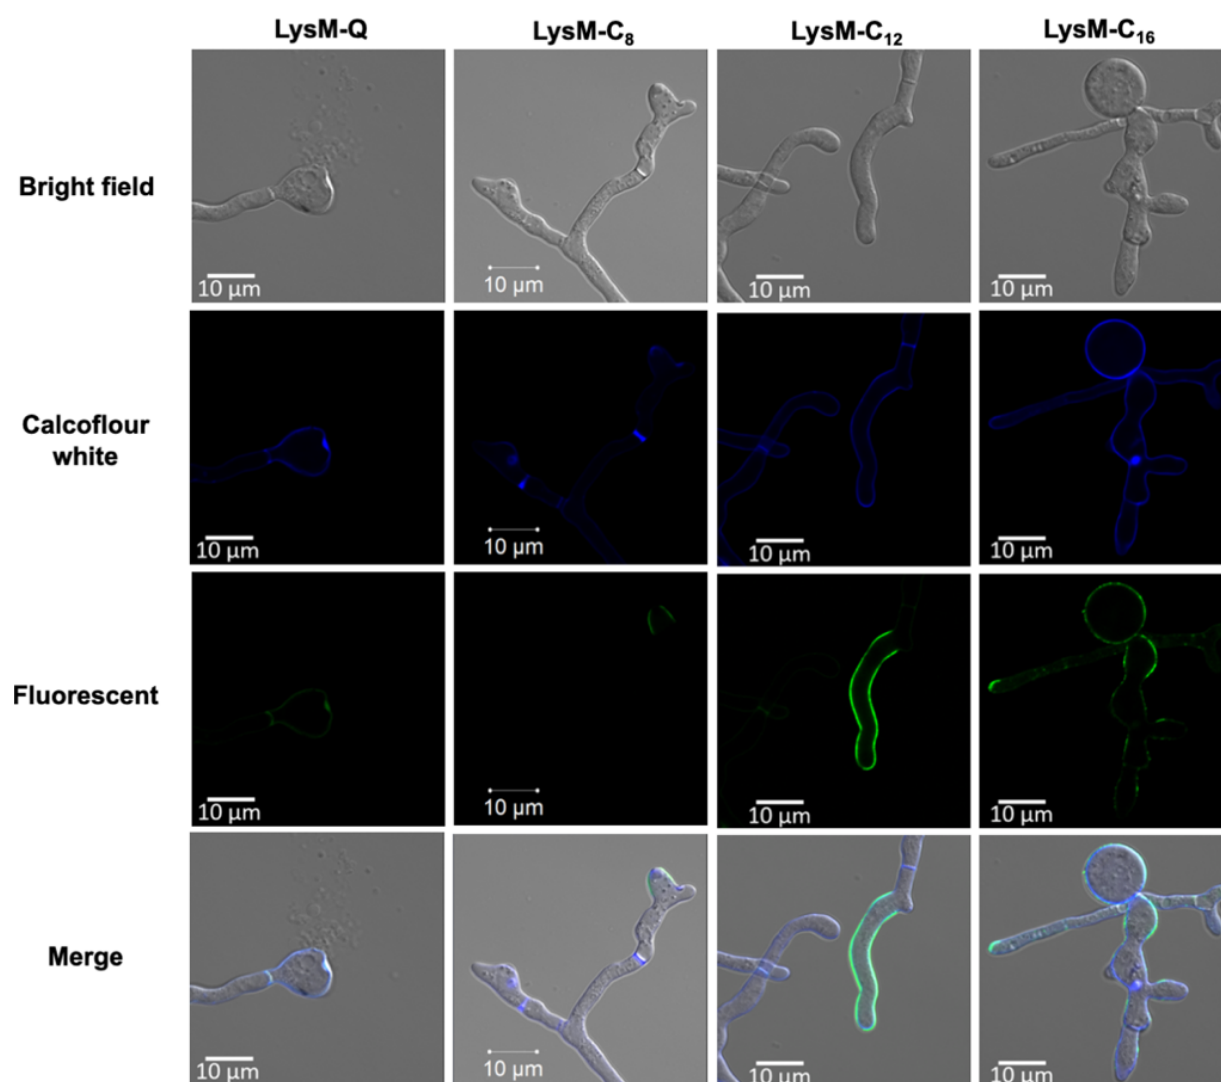 LysM-Q LysM-C₈ LysM-C₁₂ LysM-C₁₆
Bright field
10 µm 10 µm 10 µm 10 µm
Calcoflour
white
10 µm 10 µm 10 µm 10 µm
Fluorescent
10 µm 10 µm 10 µm 10 µm
Merge
10 µm 10 µm 10 µm 10 µm